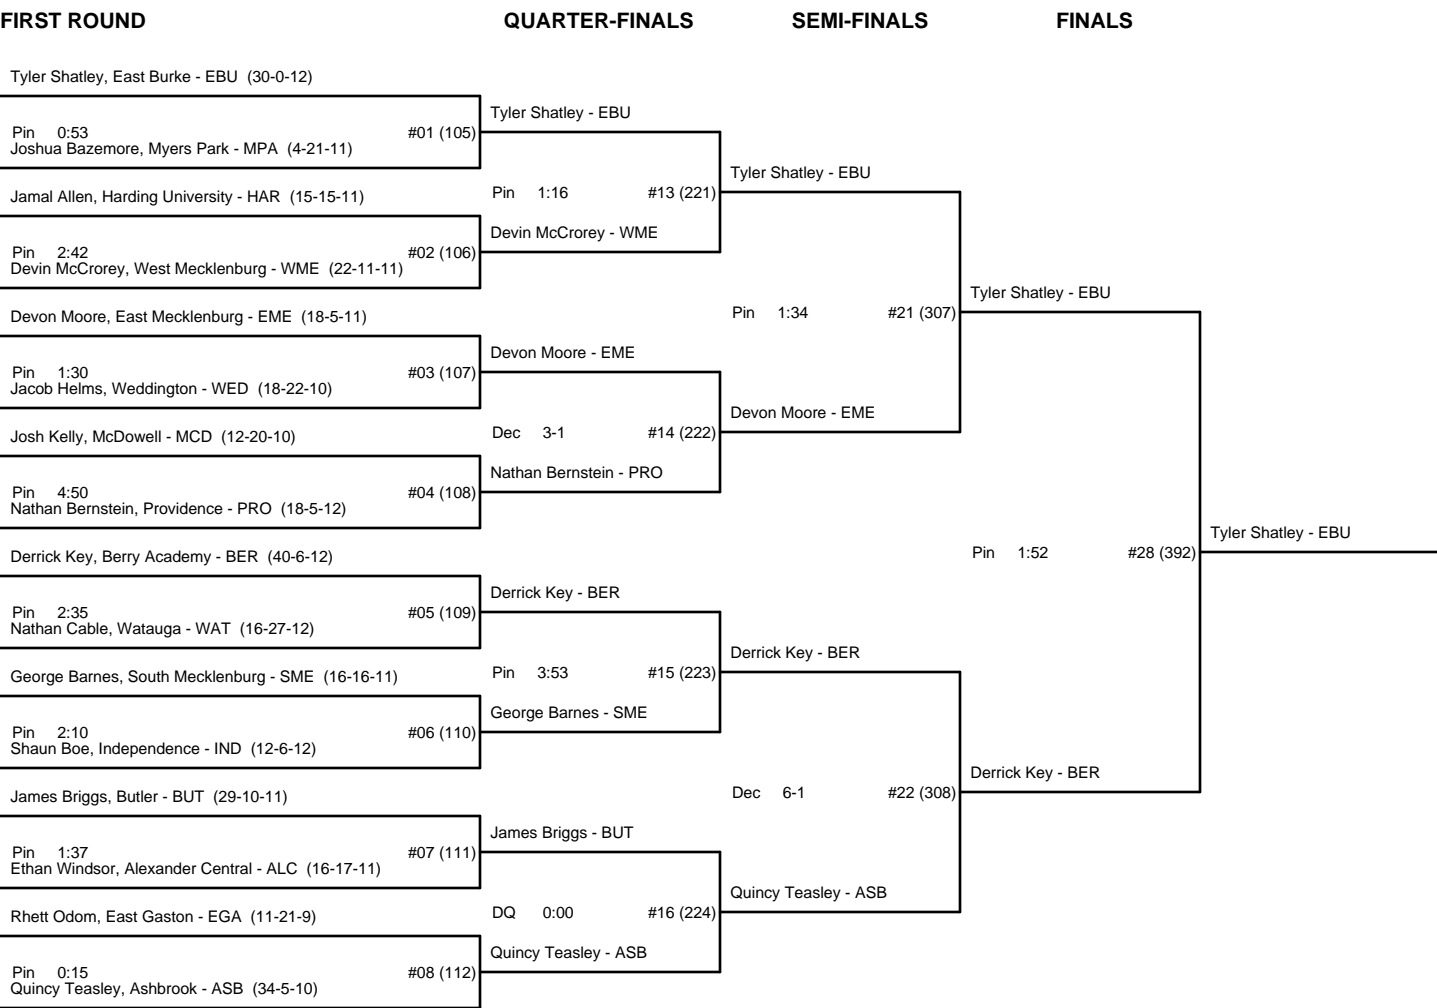 FIRST ROUND QUARTER-FINALS SEMI-FINALS FINALS
Tyler Shatley, East Burke - EBU (30-0-12)
Tyler Shatley - EBU
Pin 0:53 #01 (105)
Joshua Bazemore, Myers Park - MPA (4-21-11)
Tyler Shatley - EBU
Jamal Allen, Harding University - HAR (15-15-11) Pin 1:16 #13 (221)
Devin McCrorey - WME
Pin 2:42 #02 (106)
Devin McCrorey, West Mecklenburg - WME (22-11-11)
Tyler Shatley - EBU
Devon Moore, East Mecklenburg - EME (18-5-11) Pin 1:34 #21 (307)
Devon Moore - EME
Pin 1:30 #03 (107)
Jacob Helms, Weddington - WED (18-22-10)
Devon Moore - EME
Josh Kelly, McDowell - MCD (12-20-10) Dec 3-1 #14 (222)
Nathan Bernstein - PRO
Pin 4:50 #04 (108)
Nathan Bernstein, Providence - PRO (18-5-12)
Tyler Shatley - EBU
Derrick Key, Berry Academy - BER (40-6-12) Pin 1:52 #28 (392)
Derrick Key - BER
Pin 2:35 #05 (109)
Nathan Cable, Watauga - WAT (16-27-12)
Derrick Key - BER
George Barnes, South Mecklenburg - SME (16-16-11) Pin 3:53 #15 (223)
George Barnes - SME
Pin 2:10 #06 (110)
Shaun Boe, Independence - IND (12-6-12)
Derrick Key - BER
James Briggs, Butler - BUT (29-10-11) Dec 6-1 #22 (308)
James Briggs - BUT
Pin 1:37 #07 (111)
Ethan Windsor, Alexander Central - ALC (16-17-11)
Quincy Teasley - ASB
Rhett Odom, East Gaston - EGA (11-21-9) DQ 0:00 #16 (224)
Quincy Teasley - ASB
Pin 0:15 #08 (112)
Quincy Teasley, Ashbrook - ASB (34-5-10)